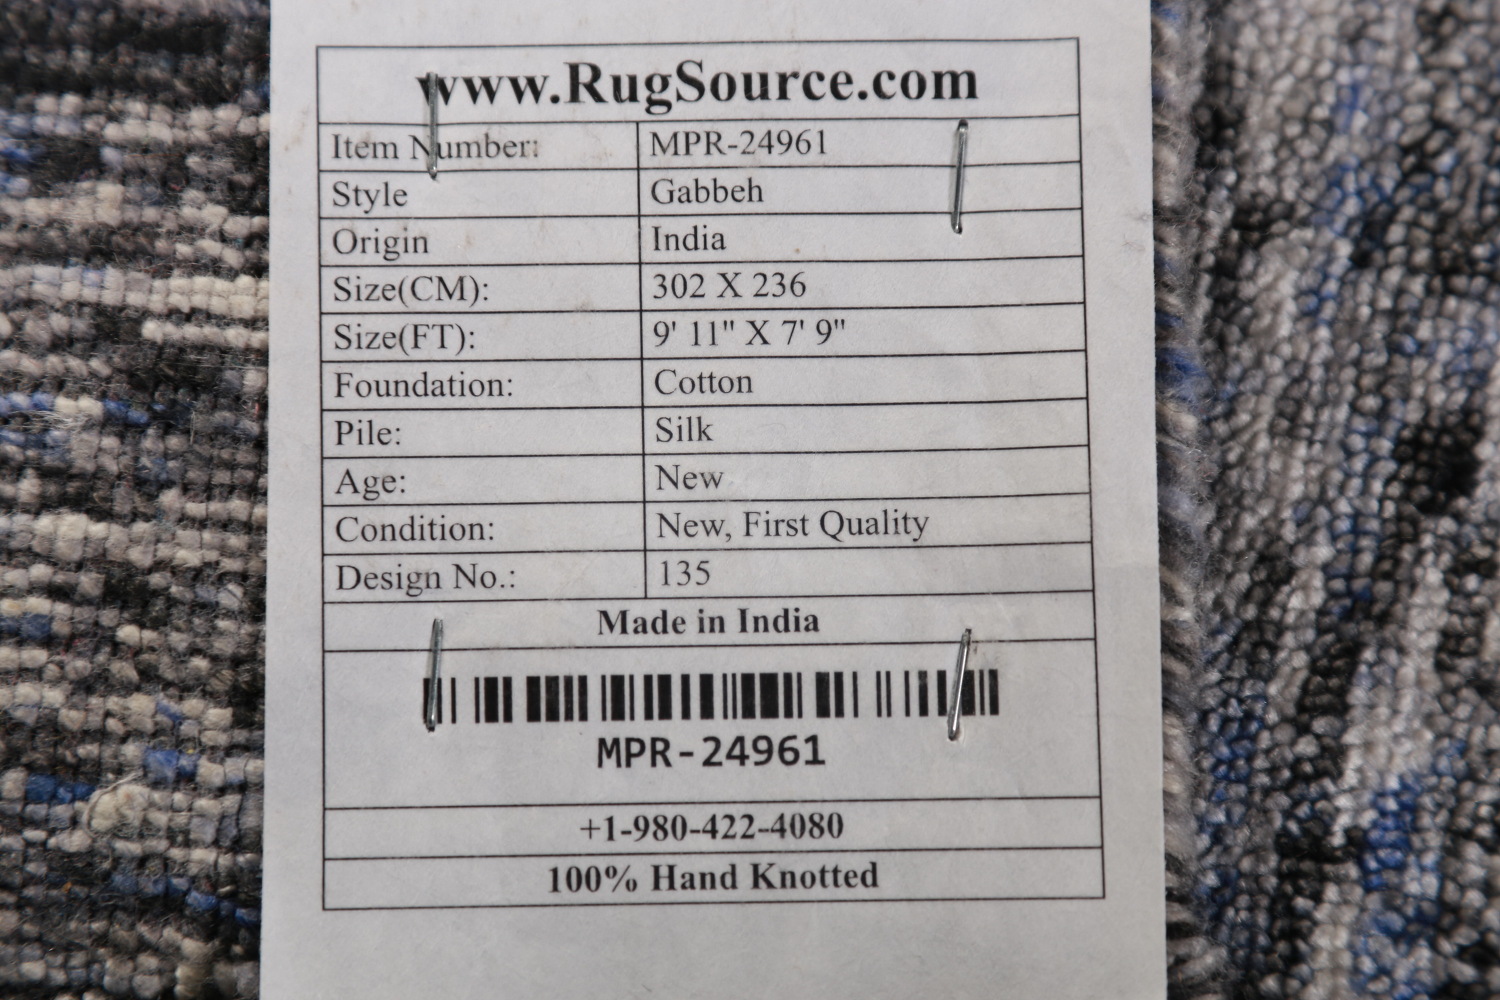 www.RugSource.com
Item Number: MPR-24961
Style Gabbeh
Origin India
Size(CM): 302 X 236
Size(FT): 9' 11" X 7' 9"
Foundation: Cotton
Pile: Silk
Age: New
Condition: New, First Quality
Design No.: 135
Made in India
MPR-24961
+1-980-422-4080
100% Hand Knotted